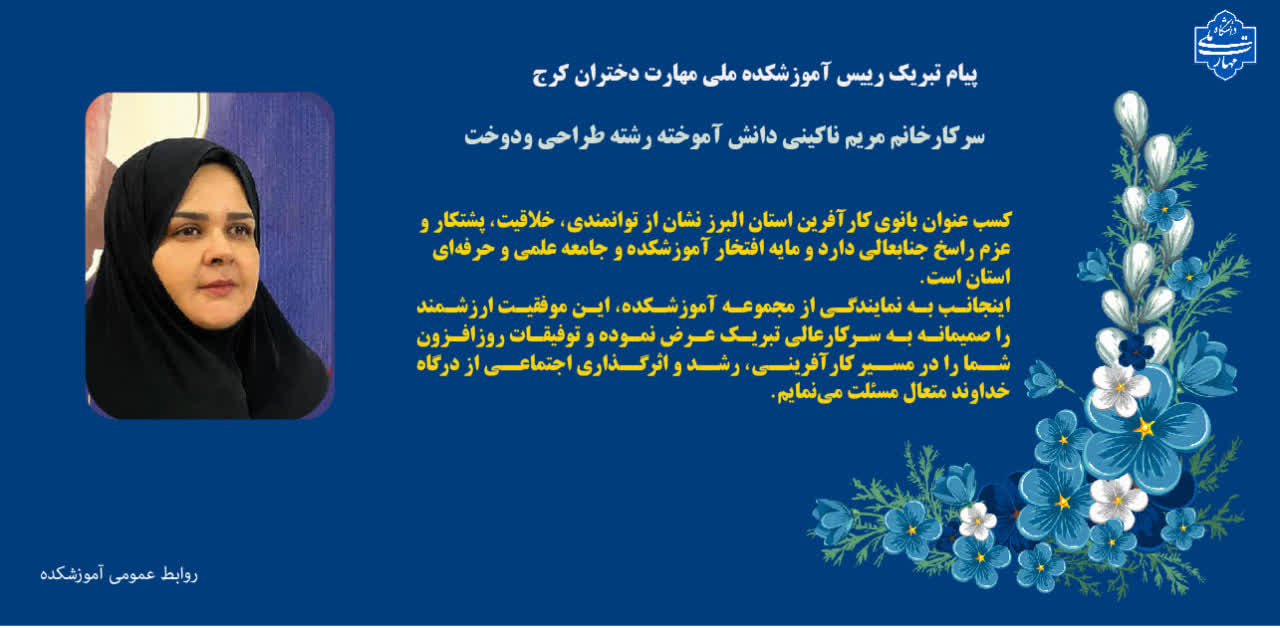 دانشگاه
ملی
مهارت
پیام تبریک رییس آموزشکده ملی مهارت دختران کرج
سرکارخانم مریم ناکینی دانش آموخته رشته طراحی ودوخت
کسب عنوان بانوی کارآفرین استان البرز نشان از توانمندی، خلاقیت، پشتکار و
عزم راسخ جنابعالی دارد و مایه افتخار آموزشکده و جامعه علمی و حرفه‌ای
استان است.
اینجانب به نمایندگی از مجموعه آموزشکده، این موفقیت ارزشمند
را صمیمانه به سرکارعالی تبریک عرض نموده و توفیقات روزافزون
شما را در مسیر کارآفرینی، رشد و اثرگذاری اجتماعی از درگاه
خداوند متعال مسئلت می‌نمایم.
روابط عمومی آموزشکده